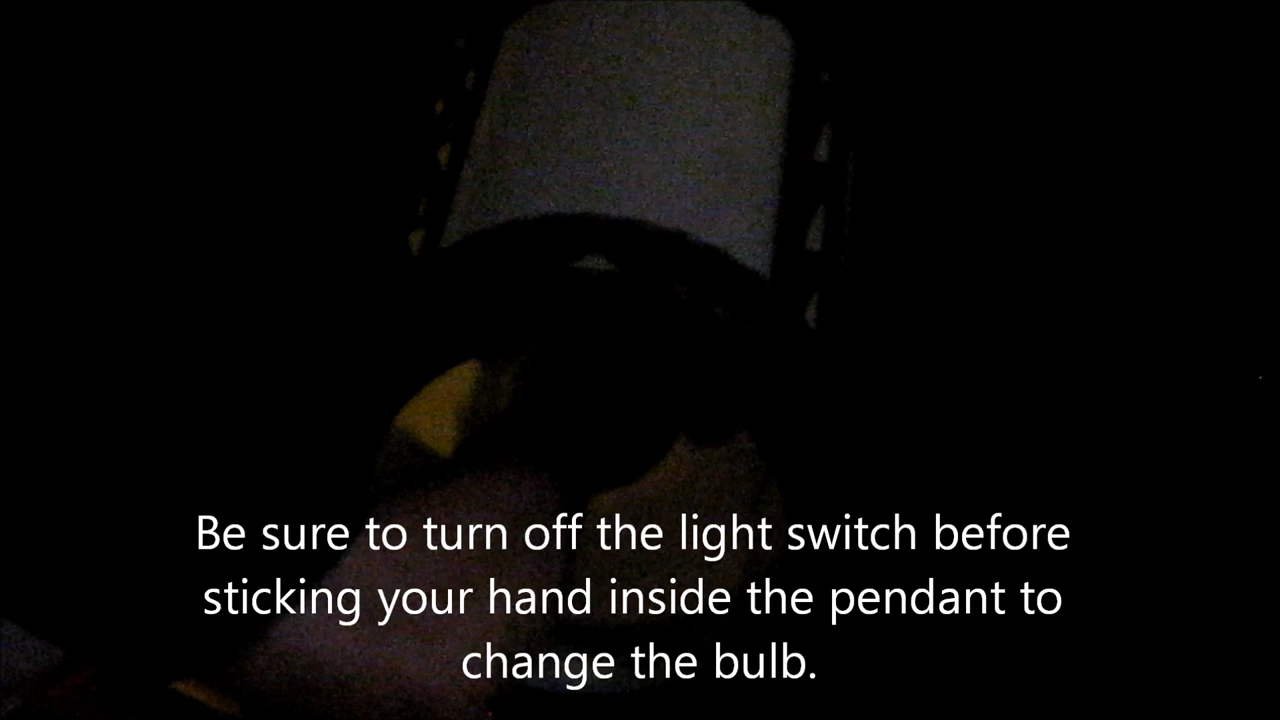 Be sure to turn off the light switch before
sticking your hand inside the pendant to
change the bulb.